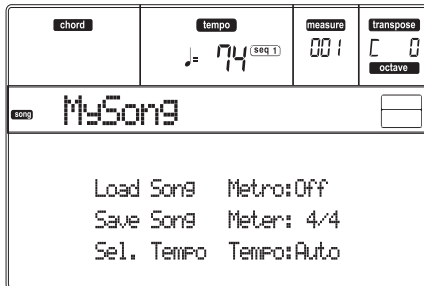 chord tempo measure transpose
♩= 74 seq 1 001 C 0
octave
song MySong
Load Song Metro:Off
Save Song Meter: 4/4
Sel. Tempo Tempo:Auto